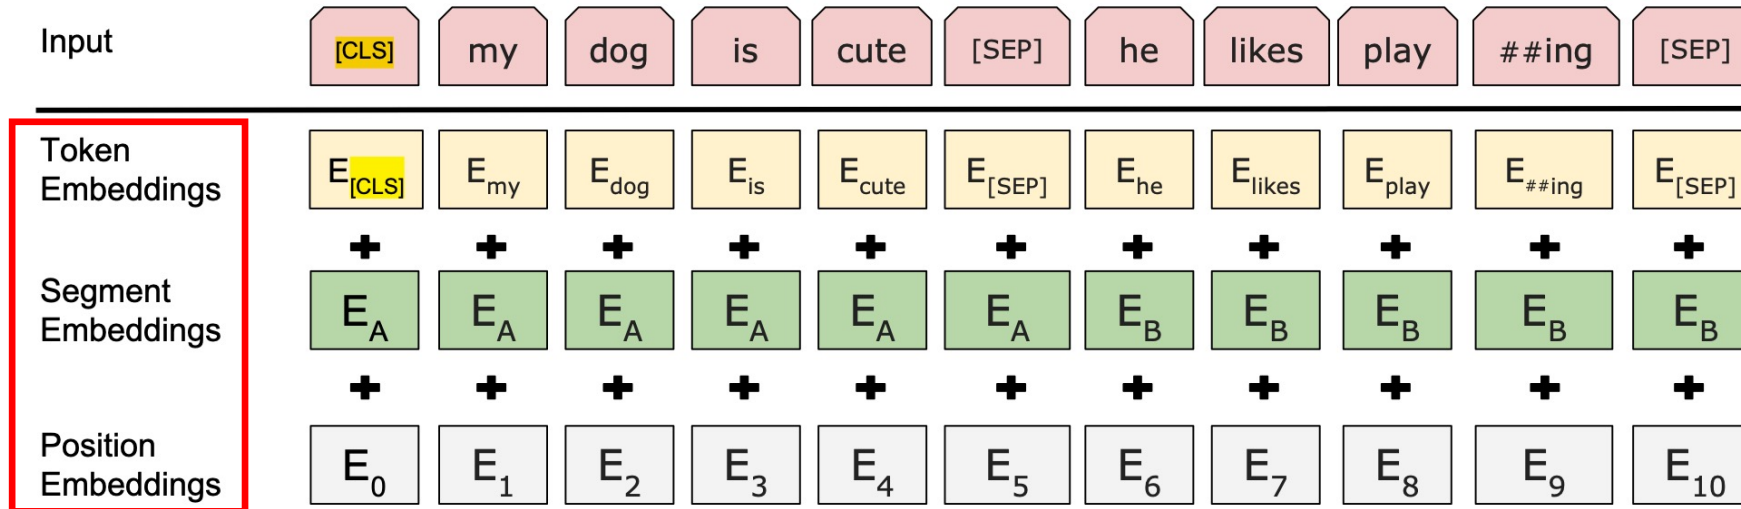 Input [CLS] my dog is cute [SEP] he likes play ##ing [SEP]
Token
Embeddings
E[CLS] Emy Edog Eis Ecute E[SEP] Ehe Elikes Eplay E##ing E[SEP]
+ + + + + + + + + + +
Segment
Embeddings
EA EA EA EA EA EA EB EB EB EB EB
+ + + + + + + + + + +
Position
Embeddings
E0 E1 E2 E3 E4 E5 E6 E7 E8 E9 E10